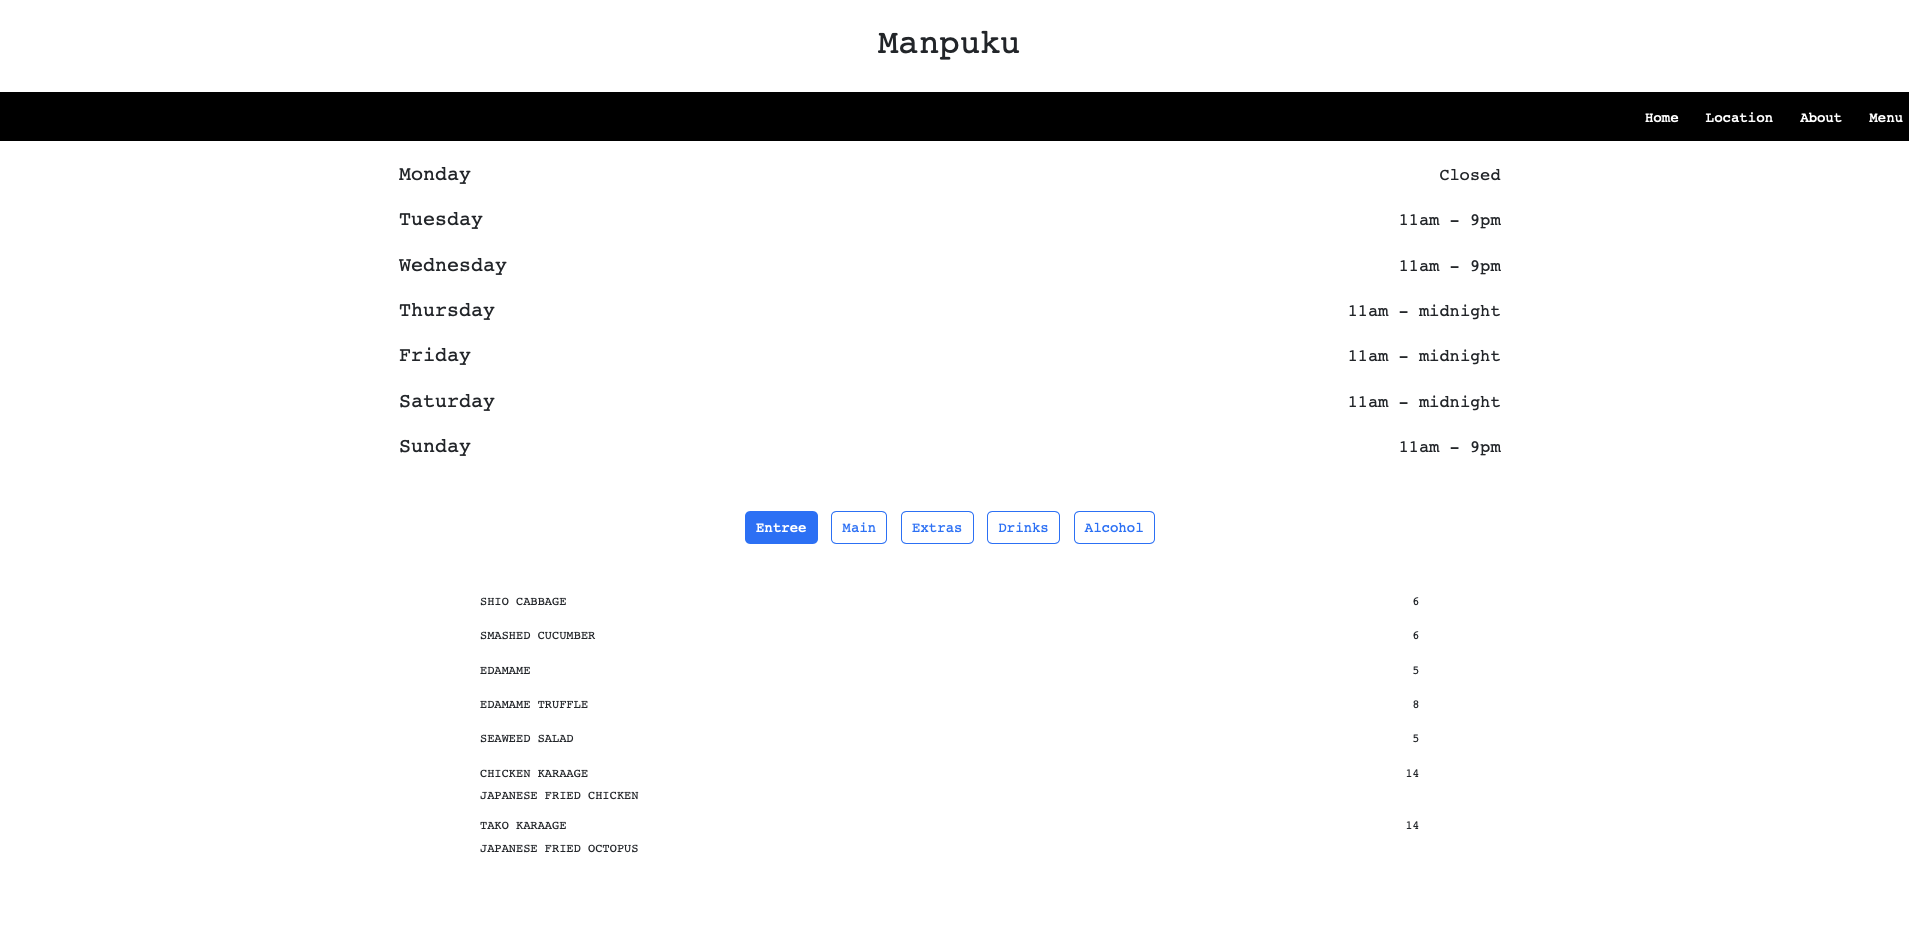 Manpuku
Home Location About Menu
Monday Closed
Tuesday 11am - 9pm
Wednesday 11am - 9pm
Thursday 11am - midnight
Friday 11am - midnight
Saturday 11am - midnight
Sunday 11am - 9pm
Entree Main Extras Drinks Alcohol
SHIO CABBAGE 6
SMASHED CUCUMBER 6
EDAMAME 5
EDAMAME TRUFFLE 8
SEAWEED SALAD 5
CHICKEN KARAAGE 14
JAPANESE FRIED CHICKEN
TAKO KARAAGE 14
JAPANESE FRIED OCTOPUS